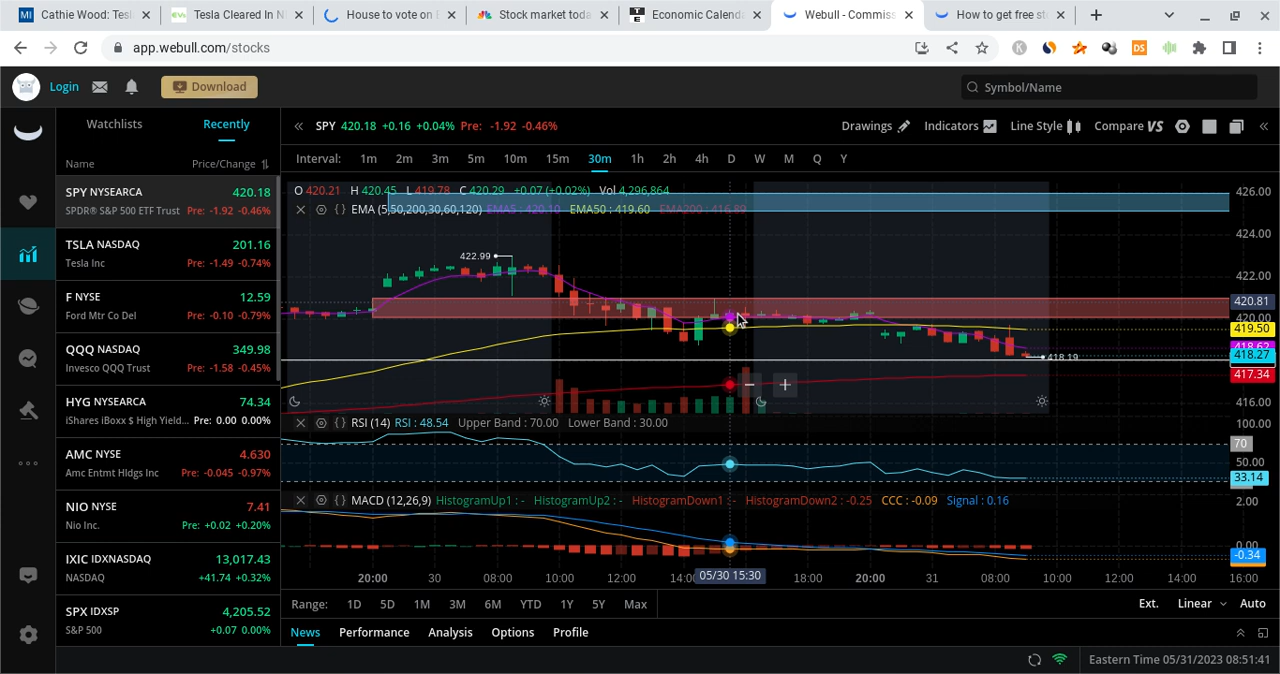 Cathie Wood: Tesl
Tesla Cleared In N
House to vote on
Stock market toda
Economic Calenda
Webull - Commiss
How to get free st
app.webull.com/stocks
Login
Download
Symbol/Name
Watchlists
Recently
Name
Price/Change
SPY NYSEARCA 420.18
SPDR® S&P 500 ETF Trust Pre: -1.92 -0.46%
TSLA NASDAQ 201.16
Tesla Inc Pre: -1.49 -0.74%
F NYSE 12.59
Ford Mtr Co Del Pre: -0.10 -0.79%
QQQ NASDAQ 349.98
Invesco QQQ Trust Pre: -1.58 -0.45%
HYG NYSEARCA 74.34
iShares iBoxx $ High Yield... Pre: 0.00 0.00%
AMC NYSE 4.630
Amc Entmt Hldgs Inc Pre: -0.045 -0.97%
NIO NYSE 7.41
Nio Inc. Pre: +0.02 +0.20%
IXIC IDXNASDAQ 13,017.43
NASDAQ +41.74 +0.32%
SPX IDXSP 4,205.52
S&P 500 +0.07 0.00%
SPY 420.18 +0.16 +0.04% Pre: -1.92 -0.46%
Drawings
Indicators
Line Style
Compare VS
Interval: 1m 2m 3m 5m 10m 15m 30m 1h 2h 4h D W M Q Y
O 420.21 H 420.45 L 419.78 C 420.29 +0.07 (+0.02%) Vol 4,296,864
EMA (5,50,200,30,60,120) EMA5 : 420.10 EMA50 : 419.60 EMA200 : 416.89
422.99
418.19
426.00
424.00
422.00
420.81
420.00
419.50
418.62
418.27
417.34
416.00
RSI (14) RSI : 48.54 Upper Band : 70.00 Lower Band : 30.00
100.00
70
50.00
33.14
MACD (12,26,9) HistogramUp1 : - HistogramUp2 : - HistogramDown1 : - HistogramDown2 : -0.25 CCC : -0.09 Signal : 0.16
2.00
0.00
-0.34
20:00 30 08:00 10:00 12:00 14:00 05/30 15:30 18:00 20:00 31 08:00 10:00 12:00 14:00 16:00
Range: 1D 5D 1M 3M 6M YTD 1Y 5Y Max
Ext. Linear Auto
News Performance Analysis Options Profile
Eastern Time 05/31/2023 08:51:41